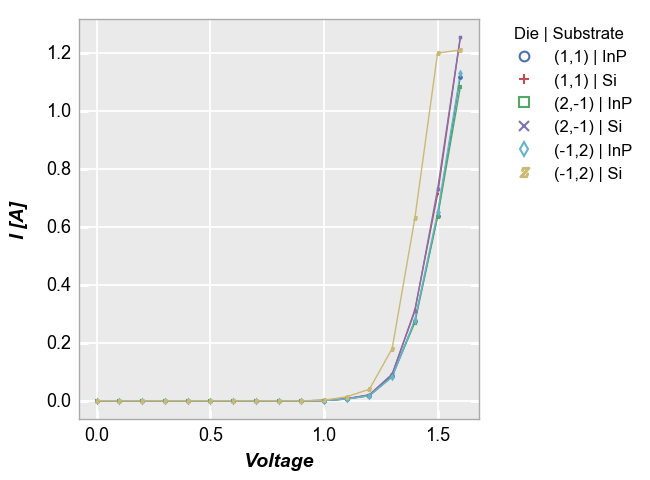 Die | Substrate
(1,1) | InP
(1,1) | Si
(2,-1) | InP
(2,-1) | Si
(-1,2) | InP
(-1,2) | Si
I [A]
1.2
1.0
0.8
0.6
0.4
0.2
0.0
0.0 0.5 1.0 1.5
Voltage